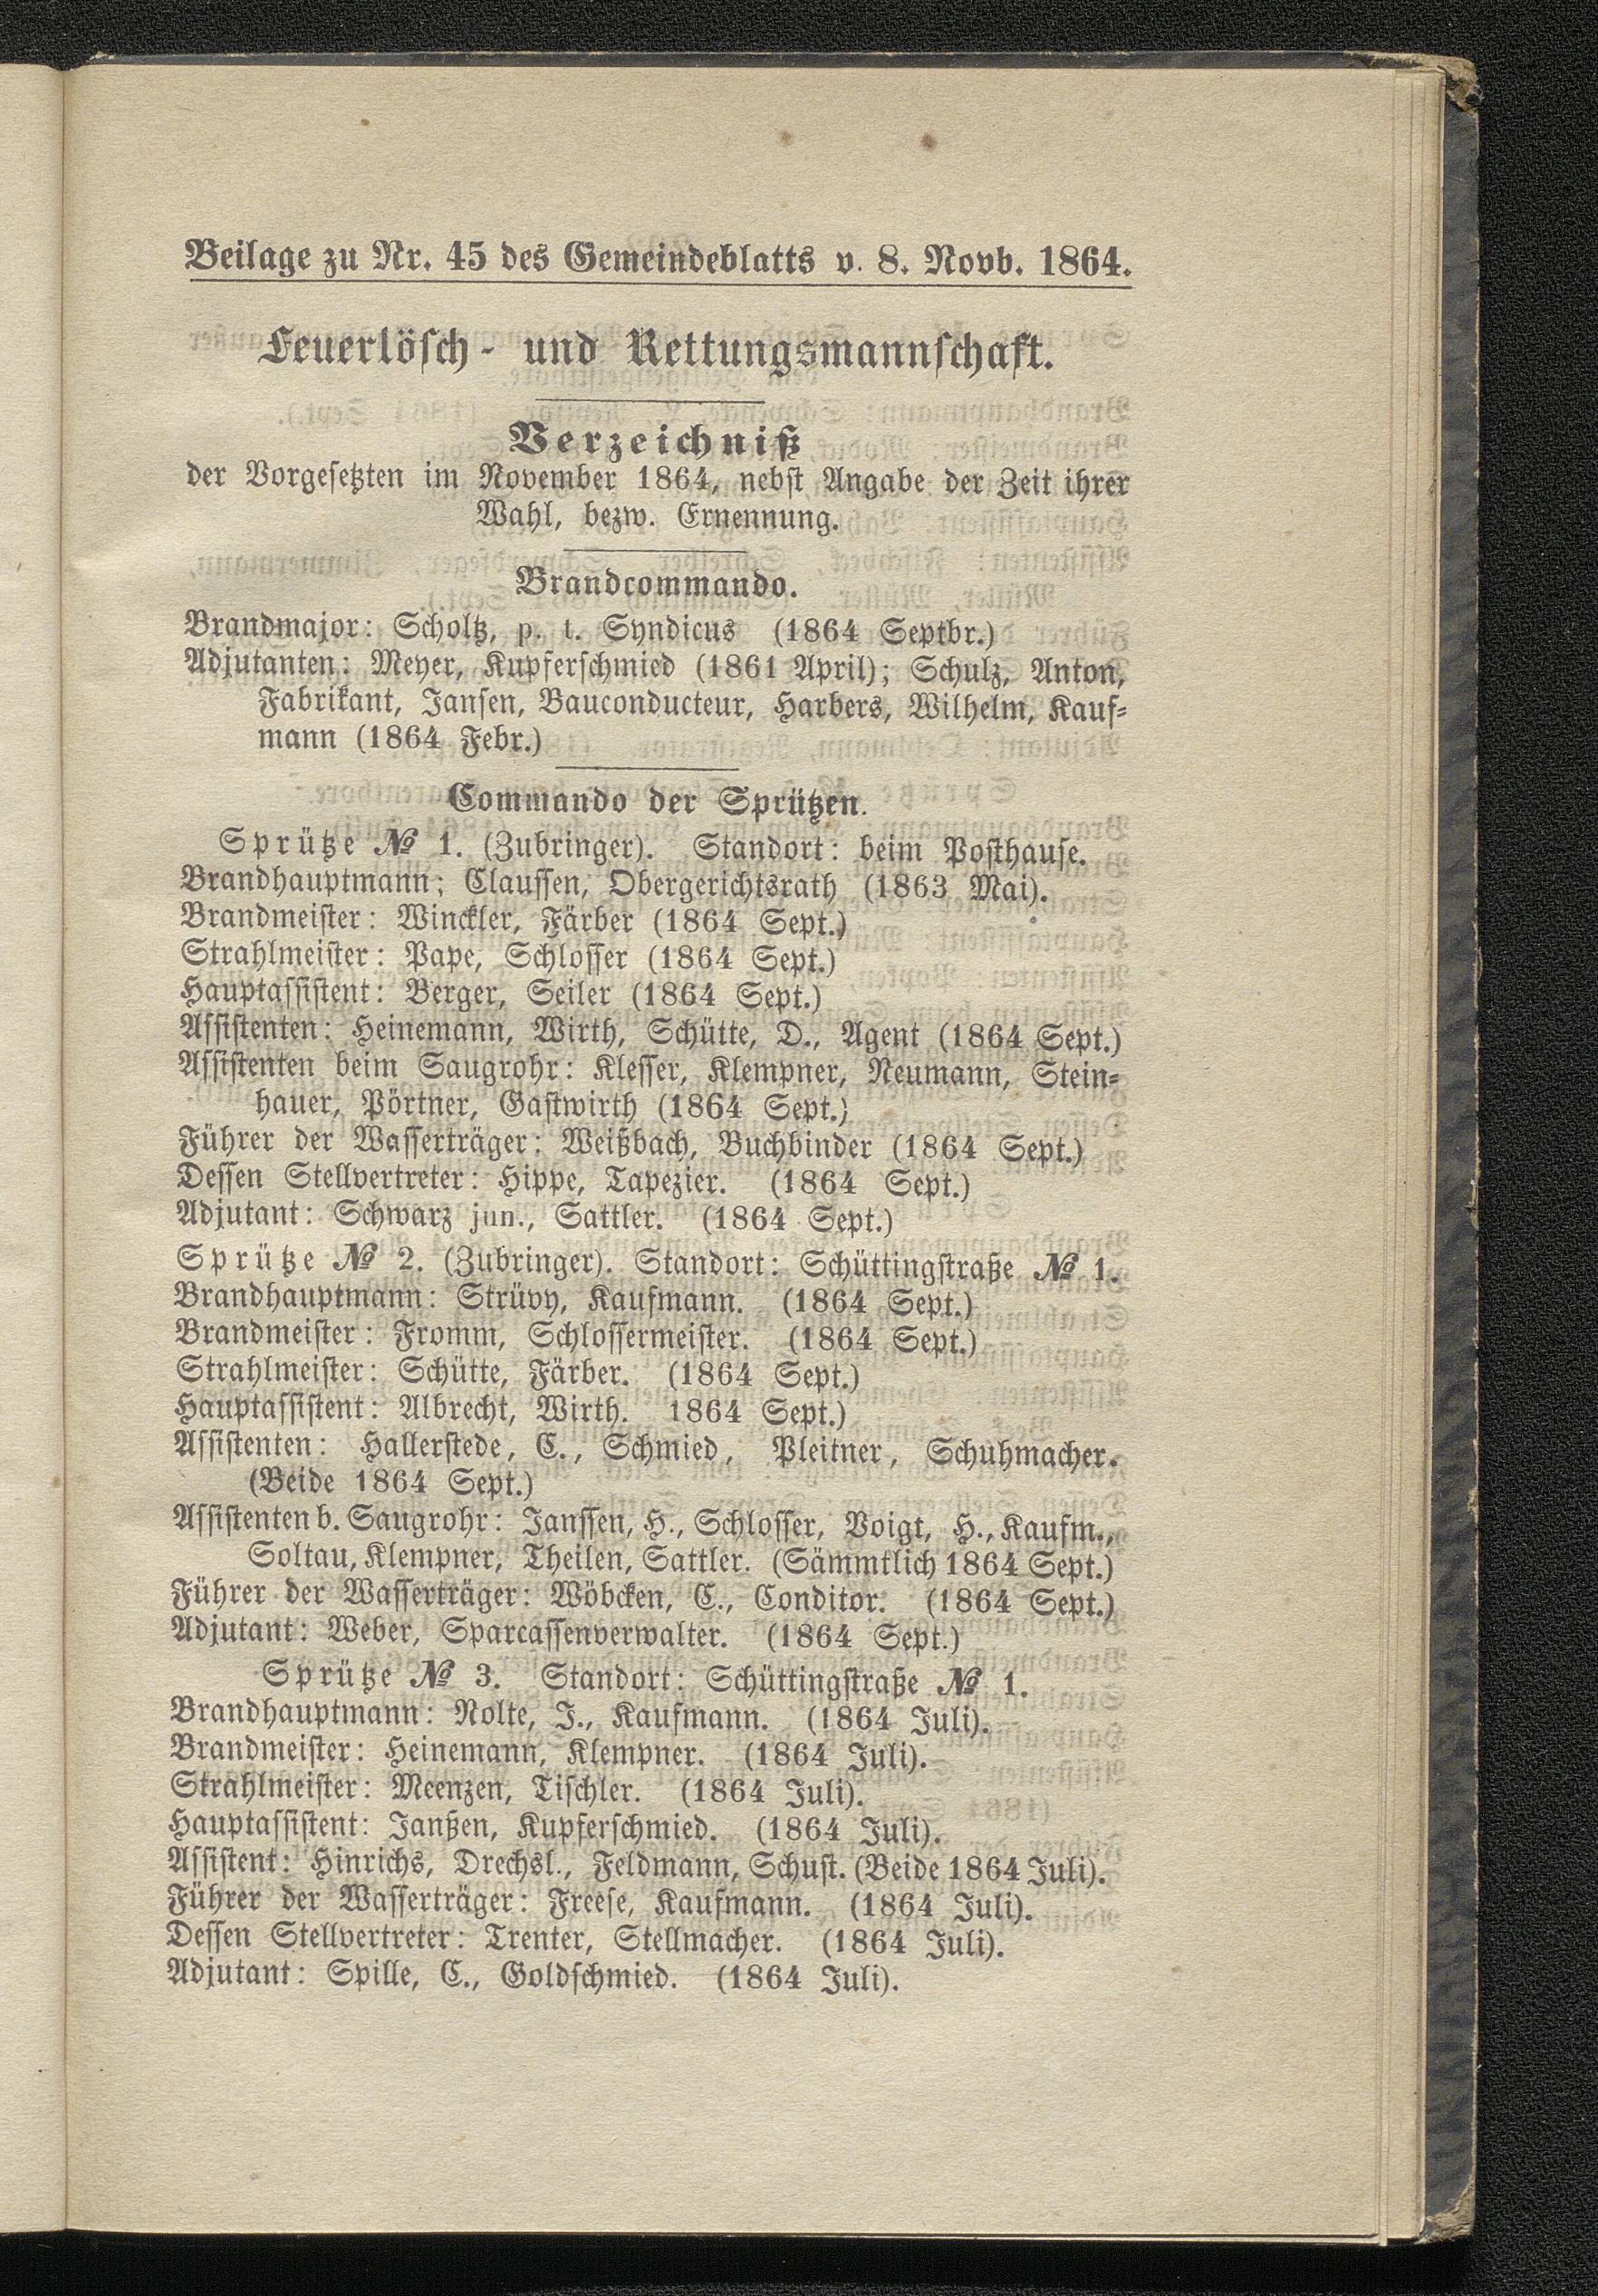 Beilage zu Nr. 45 des Gemeindeblatts v. 8. Novb. 1864.
Feuerlösch- und Rettungsmannschaft.
Verzeichniß
der Vorgesetzten im November 1864, nebst Angabe der Zeit ihrer
Wahl, bezw. Ernennung.
Brandcommando.
Brandmajor: Scholtz, p. t. Syndicus (1864 Septbr.)
Adjutanten: Meyer, Kupferschmied (1861 April); Schulz, Anton,
Fabrikant, Jansen, Bauconducteur, Harbers, Wilhelm, Kauf-
mann (1864 Febr.)
Commando der Sprützen.
Sprütze № 1. (Zubringer). Standort: beim Posthause.
Brandhauptmann; Claussen, Obergerichtsrath (1863 Mai).
Brandmeister: Winckler, Färber (1864 Sept.)
Strahlmeister: Pape, Schlosser (1864 Sept.)
Hauptassistent: Berger, Seiler (1864 Sept.)
Assistenten: Heinemann, Wirth, Schütte, D., Agent (1864 Sept.)
Assistenten beim Saugrohr: Klesser, Klempner, Neumann, Stein-
hauer, Pörtner, Gastwirth (1864 Sept.)
Führer der Wasserträger: Weißbach, Buchbinder (1864 Sept.)
Dessen Stellvertreter: Hippe, Tapezier. (1864 Sept.)
Adjutant: Schwarz jun., Sattler. (1864 Sept.)
Sprütze № 2. (Zubringer). Standort: Schüttingstraße № 1.
Brandhauptmann: Strüvy, Kaufmann. (1864 Sept.)
Brandmeister: Fromm, Schlossermeister. (1864 Sept.)
Strahlmeister: Schütte, Färber. (1864 Sept.)
Hauptassistent: Albrecht, Wirth. 1864 Sept.)
Assistenten: Hallerstede, C., Schmied, Pleitner, Schuhmacher.
(Beide 1864 Sept.)
Assistenten b. Saugrohr: Janssen, H., Schlosser, Voigt, H., Kaufm.,
Soltau, Klempner, Theilen, Sattler. (Sämmtlich 1864 Sept.)
Führer der Wasserträger: Wöbcken, C., Conditor. (1864 Sept.)
Adjutant: Weber, Sparcassenverwalter. (1864 Sept.)
Sprütze № 3. Standort: Schüttingstraße № 1.
Brandhauptmann: Nolte, J., Kaufmann. (1864 Juli).
Brandmeister: Heinemann, Klempner. (1864 Juli).
Strahlmeister: Meenzen, Tischler. (1864 Juli).
Hauptassistent: Janßen, Kupferschmied. (1864 Juli).
Assistent: Hinrichs, Drechsl., Feldmann, Schust. (Beide 1864 Juli).
Führer der Wasserträger: Freese, Kaufmann. (1864 Juli).
Dessen Stellvertreter: Trenter, Stellmacher. (1864 Juli).
Adjutant: Spille, C., Goldschmied. (1864 Juli).